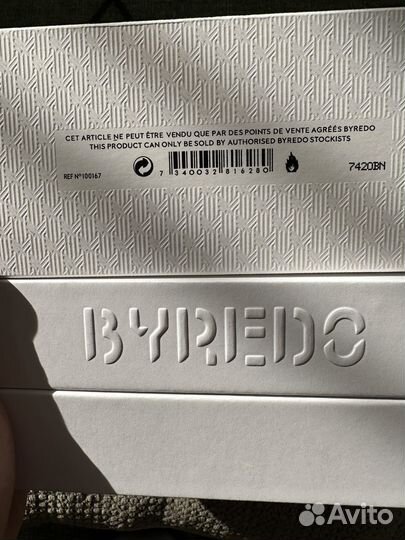 CET ARTICLE NE PEUT ÊTRE VENDU QUE PAR DES POINTS DE VENTE AGRÉÉS BYREDO
THIS PRODUCT CAN ONLY BE SOLD BY AUTHORISED BYREDO STOCKISTS
REF N°100167
7 340032 816280
7420BN
BYREDO
Avito